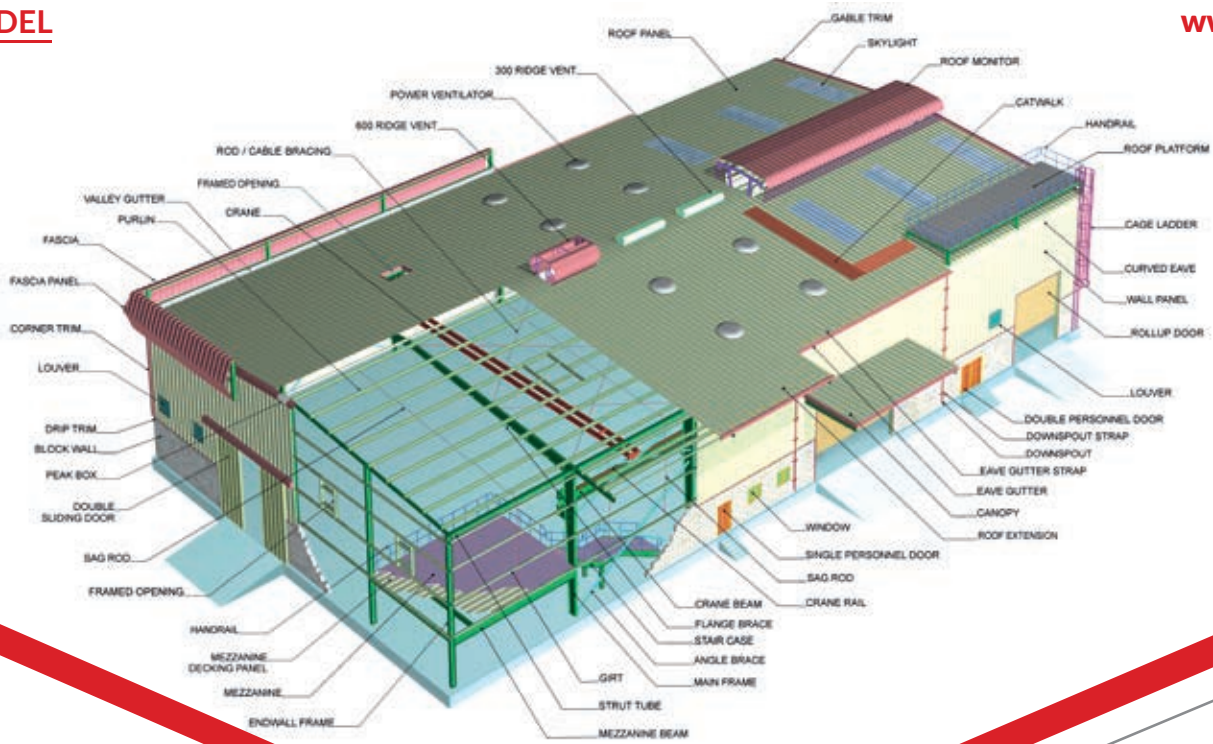 DEL
ww
GABLE TRIM
ROOF PANEL
SKYLIGHT
ROOF MONITOR
300 RIDGE VENT
CATWALK
POWER VENTILATOR
HANDRAIL
600 RIDGE VENT
ROOF PLATFORM
ROD / CABLE BRACING
FRAMED OPENING
VALLEY GUTTER
CRANE
PURLIN
CAGE LADDER
FASCIA
CURVED EAVE
FASCIA PANEL
WALL PANEL
CORNER TRIM
ROLLUP DOOR
LOUVER
LOUVER
DRIP TRIM
DOUBLE PERSONNEL DOOR
BLOCK WALL
DOWNSPOUT STRAP
PEAK BOX
DOWNSPOUT
EAVE GUTTER STRAP
DOUBLE
SLIDING DOOR
EAVE GUTTER
CANOPY
WINDOW
ROOF EXTENSION
SAG ROD
SINGLE PERSONNEL DOOR
SAG ROD
FRAMED OPENING
CRANE BEAM
CRANE RAIL
HANDRAIL
FLANGE BRACE
STAIR CASE
MEZZANINE
DECKING PANEL
ANGLE BRACE
GIRT
MAIN FRAME
MEZZANINE
STRUT TUBE
ENDWALL FRAME
MEZZANINE BEAM